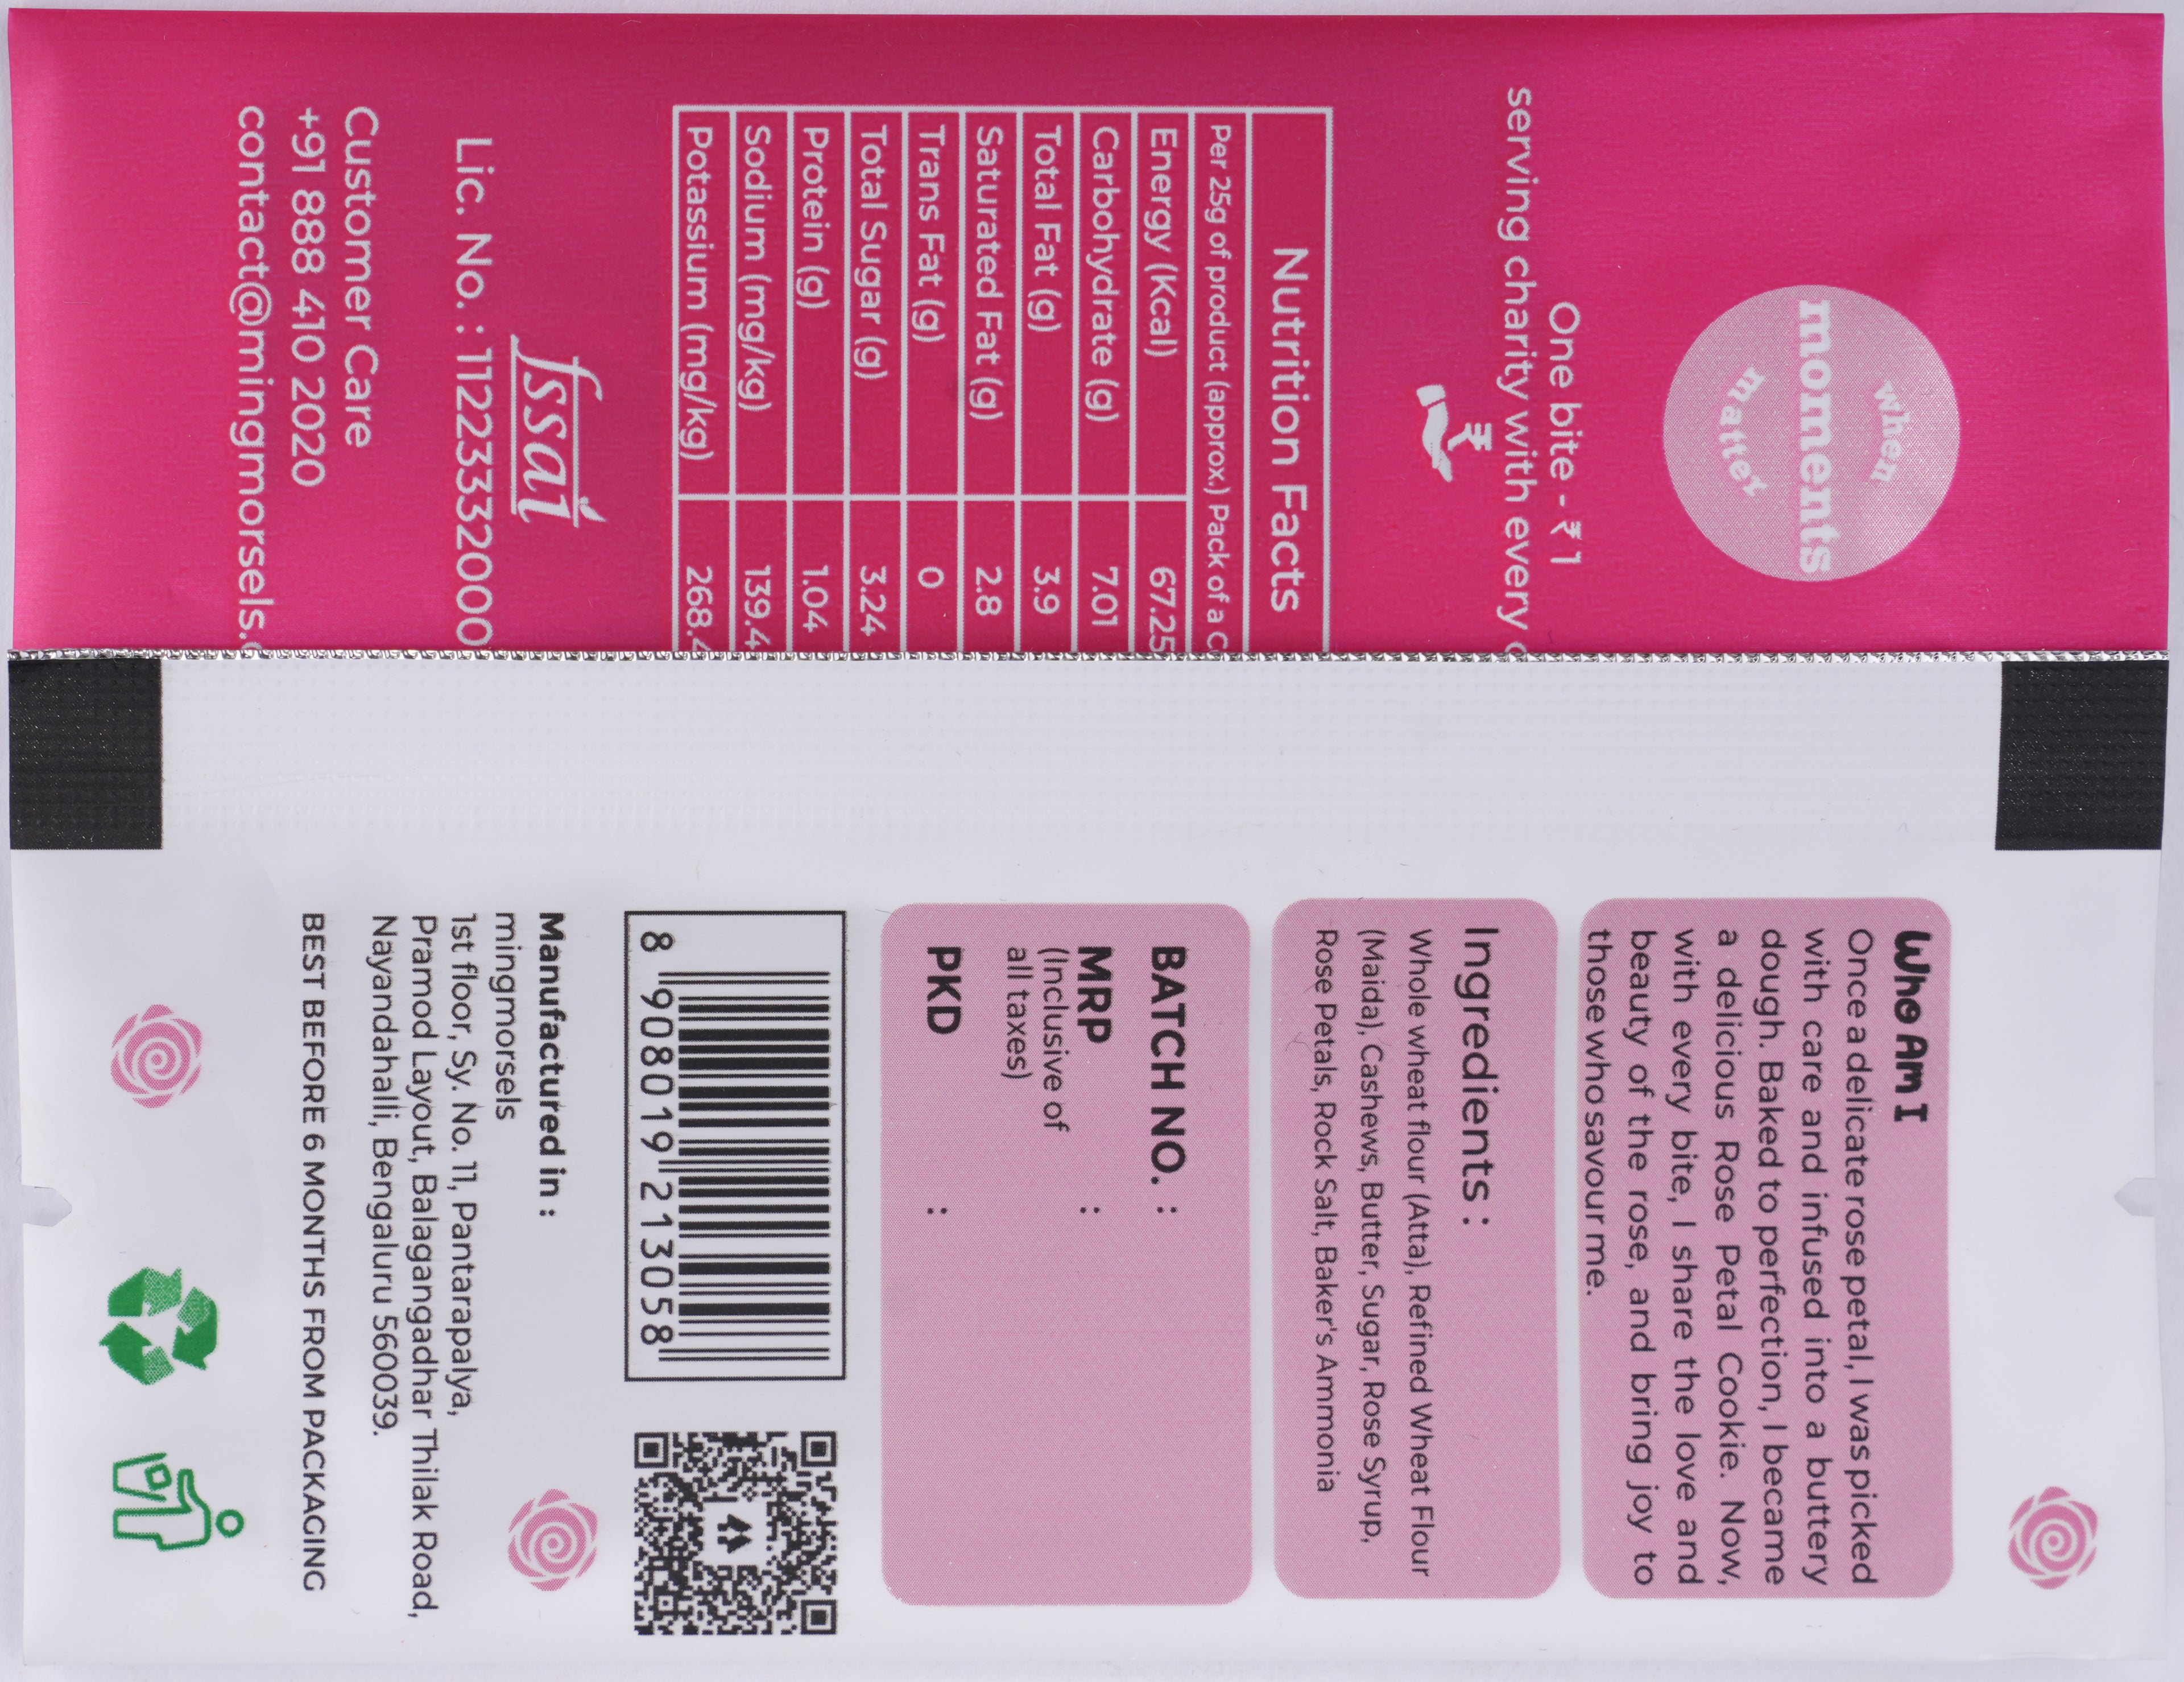 when
moments
matter
One bite - ₹ 1
serving charity with every
₹
Nutrition Facts
Per 25g of product (approx.) Pack of a
Energy (Kcal) 67.25
Carbohydrate (g) 7.01
Total Fat (g) 3.9
Saturated Fat (g) 2.8
Trans Fat (g) 0
Total Sugar (g) 3.24
Protein (g) 1.04
Sodium (mg/kg) 139.4
Potassium (mg/kg) 268.
fssai
Lic. No. : 11223332000
Customer Care
+91 888 410 2020
contact@mingmorsels.
Who Am I
Once a delicate rose petal, I was picked
with care and infused into a buttery
dough. Baked to perfection, I became
a delicious Rose Petal Cookie. Now,
with every bite, I share the love and
beauty of the rose, and bring joy to
those who savour me.
Ingredients :
Whole wheat flour (Atta), Refined Wheat Flour
(Maida), Cashews, Butter, Sugar, Rose Syrup,
Rose Petals, Rock Salt, Baker's Ammonia
BATCH NO. :
MRP :
(Inclusive of
all taxes)
PKD :
8 908019 213058
Manufactured in :
mingmorsels
1st floor, Sy. No. 11, Pantarapalya,
Pramod Layout, Balagangadhar Thilak Road,
Nayandahalli, Bengaluru 560039.
BEST BEFORE 6 MONTHS FROM PACKAGING